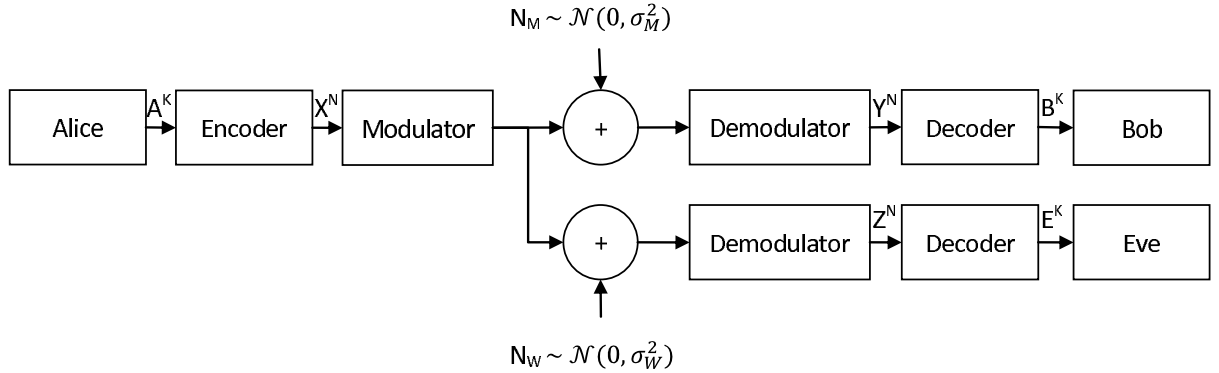 N_M ~ 𝒩(0, σ_M^2)
Alice A^K Encoder X^N Modulator + Demodulator Y^N Decoder B^K Bob
+ Demodulator Z^N Decoder E^K Eve
N_W ~ 𝒩(0, σ_W^2)